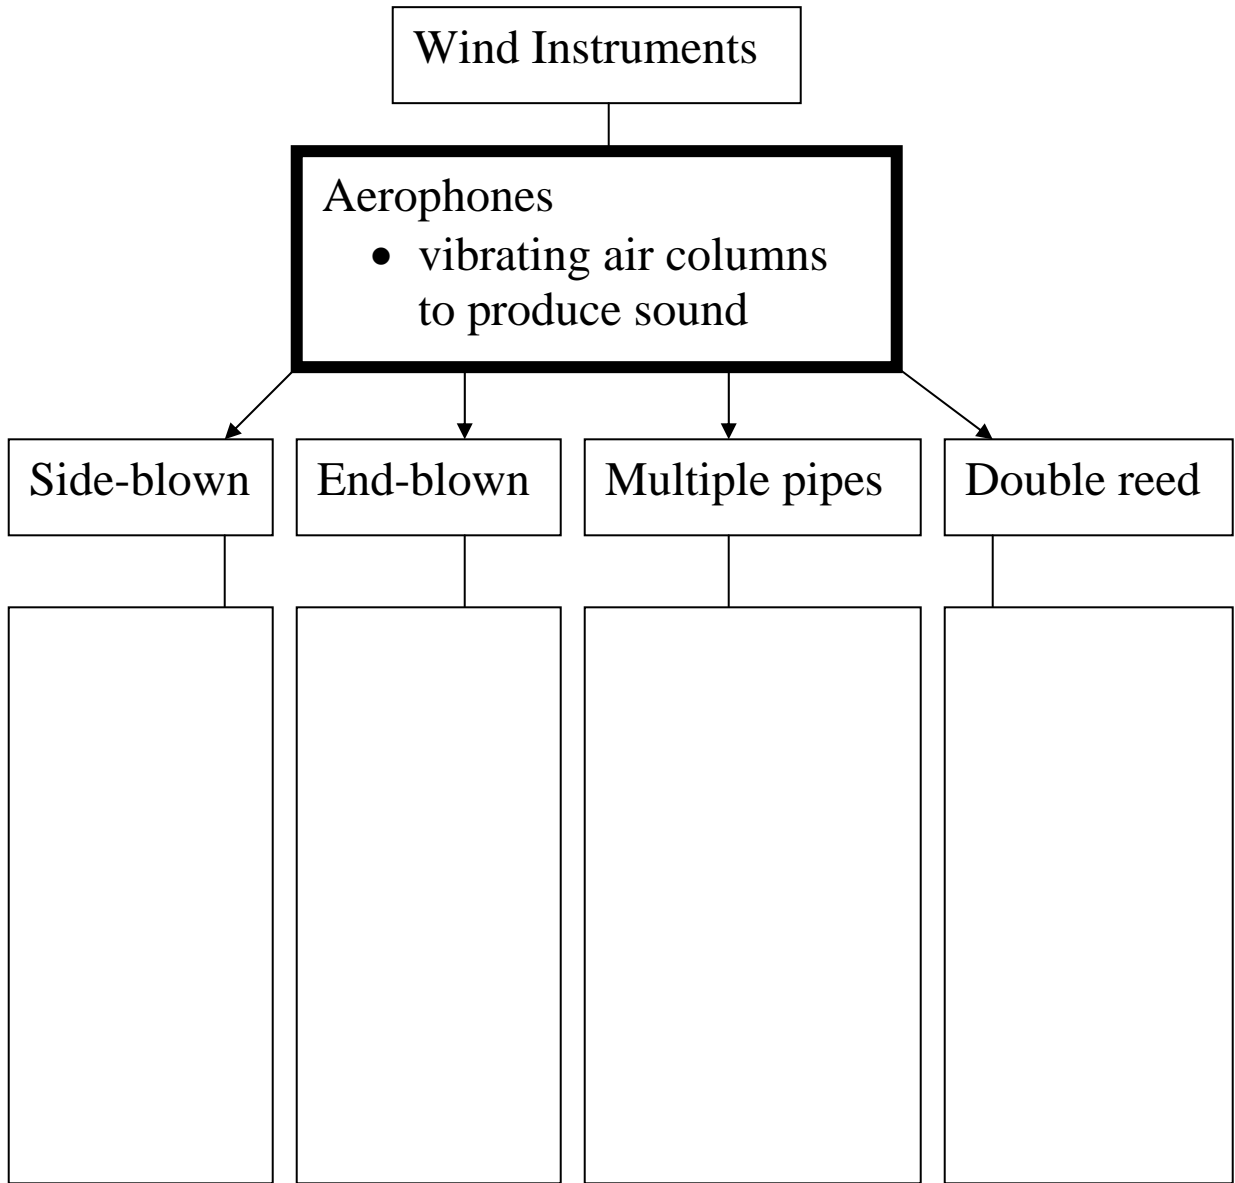 Wind Instruments
Aerophones
• vibrating air columns
to produce sound
Side-blown
End-blown
Multiple pipes
Double reed